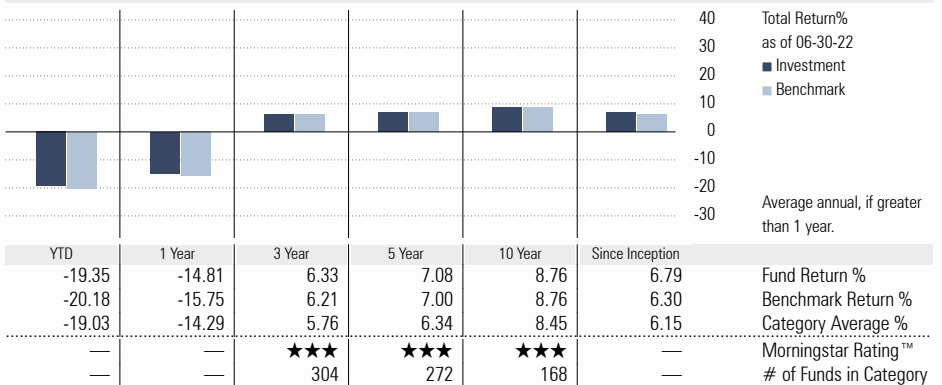 40
30
20
10
0
-10
-20
-30
Total Return%
as of 06-30-22
Investment
Benchmark
Average annual, if greater
than 1 year.
YTD 1 Year 3 Year 5 Year 10 Year Since Inception
-19.35 -14.81 6.33 7.08 8.76 6.79 Fund Return %
-20.18 -15.75 6.21 7.00 8.76 6.30 Benchmark Return %
-19.03 -14.29 5.76 6.34 8.45 6.15 Category Average %
— — ★★★ ★★★ ★★★ — Morningstar Rating™
— — 304 272 168 — # of Funds in Category